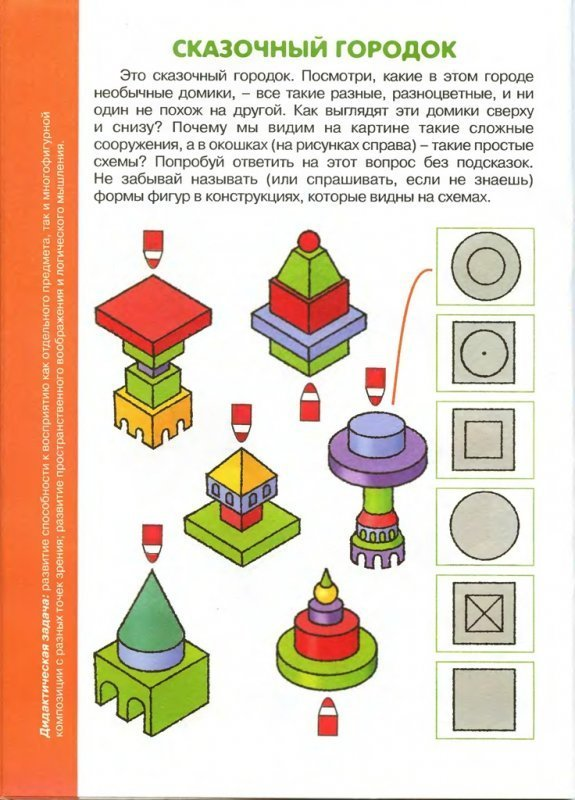 СКАЗОЧНЫЙ ГОРОДОК
Это сказочный городок. Посмотри, какие в этом городе
необычные домики, – все такие разные, разноцветные, и ни
один не похож на другой. Как выглядят эти домики сверху
и снизу? Почему мы видим на картине такие сложные
сооружения, а в окошках (на рисунках справа) – такие простые
схемы? Попробуй ответить на этот вопрос без подсказок.
Не забывай называть (или спрашивать, если не знаешь)
формы фигур в конструкциях, которые видны на схемах.
Дидактическая задача: развитие способности к восприятию как отдельного предмета, так и многофигурной
композиции с разных точек зрения; развитие пространственного воображения и логического мышления.